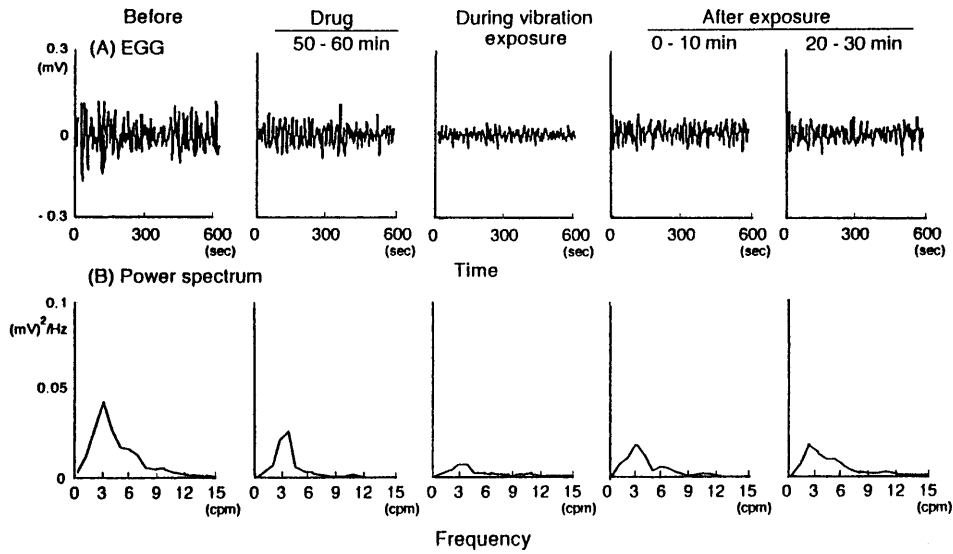 Before
Drug
50 - 60 min
During vibration
exposure
After exposure
0 - 10 min
20 - 30 min
(A) EGG
0.3
(mV)
0
- 0.3
0 300 600
(sec)
0 300 600
(sec)
0 300 600
(sec)
0 300 600
(sec)
0 300 600
(sec)
Time
(B) Power spectrum
0.1
(mV)²/Hz
0.05
0
0 3 6 9 12 15
(cpm)
0 3 6 9 12 15
(cpm)
0 3 6 9 12 15
(cpm)
0 3 6 9 12 15
(cpm)
0 3 6 9 12 15
(cpm)
Frequency